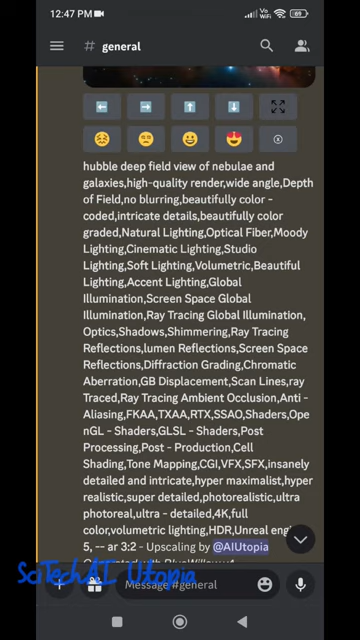 12:47 PM
Vo
WiFi
69
# general
hubble deep field view of nebulae and
galaxies,high-quality render,wide angle,Depth
of Field,no blurring,beautifully color -
coded,intricate details,beautifully color
graded,Natural Lighting,Optical Fiber,Moody
Lighting,Cinematic Lighting,Studio
Lighting,Soft Lighting,Volumetric,Beautiful
Lighting,Accent Lighting,Global
Illumination,Screen Space Global
Illumination,Ray Tracing Global Illumination,
Optics,Shadows,Shimmering,Ray Tracing
Reflections,lumen Reflections,Screen Space
Reflections,Diffraction Grading,Chromatic
Aberration,GB Displacement,Scan Lines,ray
Traced,Ray Tracing Ambient Occlusion,Anti -
Aliasing,FKAA,TXAA,RTX,SSAO,Shaders,Ope
nGL - Shaders,GLSL - Shaders,Post
Processing,Post - Production,Cell
Shading,Tone Mapping,CGI,VFX,SFX,insanely
detailed and intricate,hyper maximalist,hyper
realistic,super detailed,photorealistic,ultra
photoreal,ultra - detailed,4K,full
color,volumetric lighting,HDR,Unreal engi
5, -- ar 3:2 - Upscaling by @AIUtopia
SciTechAI Utopia
Message #general